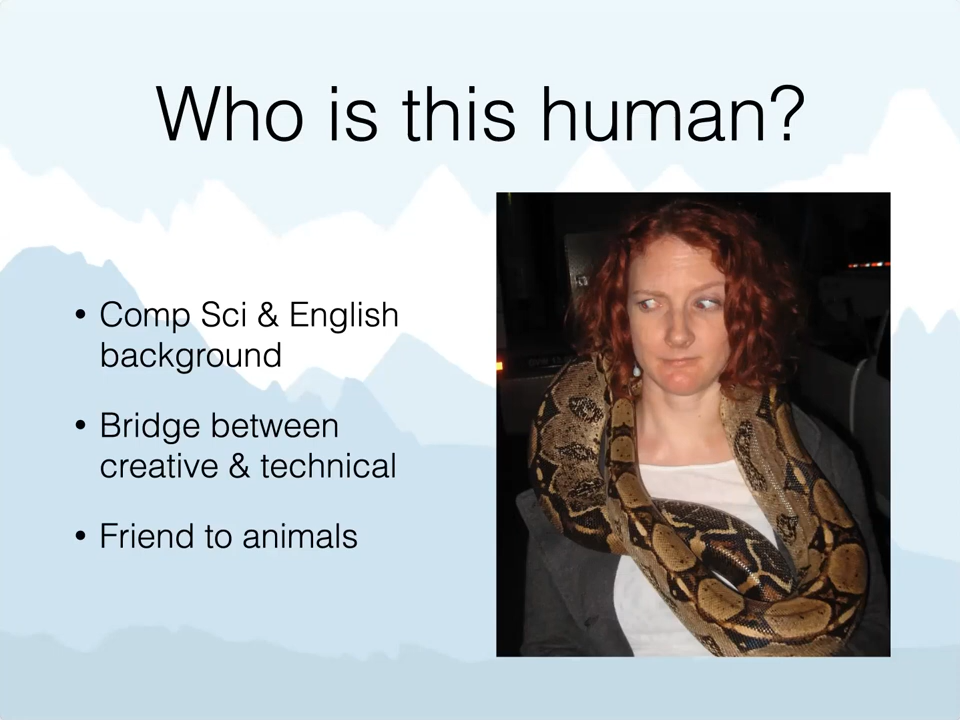 Who is this human?
• Comp Sci & English
background
• Bridge between
creative & technical
• Friend to animals